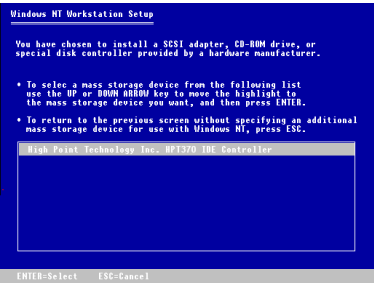 Windows NT Workstation Setup
You have chosen to install a SCSI adapter, CD-ROM drive, or
special disk controller provided by a hardware manufacturer.
• To selec a mass storage device from the following list
use the UP or DOWN ARROW key to move the highlight to
the mass storage device you want, and then press ENTER.
• To return to the previous screen without specifying an additional
mass storage device for use with Windows NT, press ESC.
High Point Technology Inc. HPT370 IDE Controller
ENTER=Select ESC=Cancel